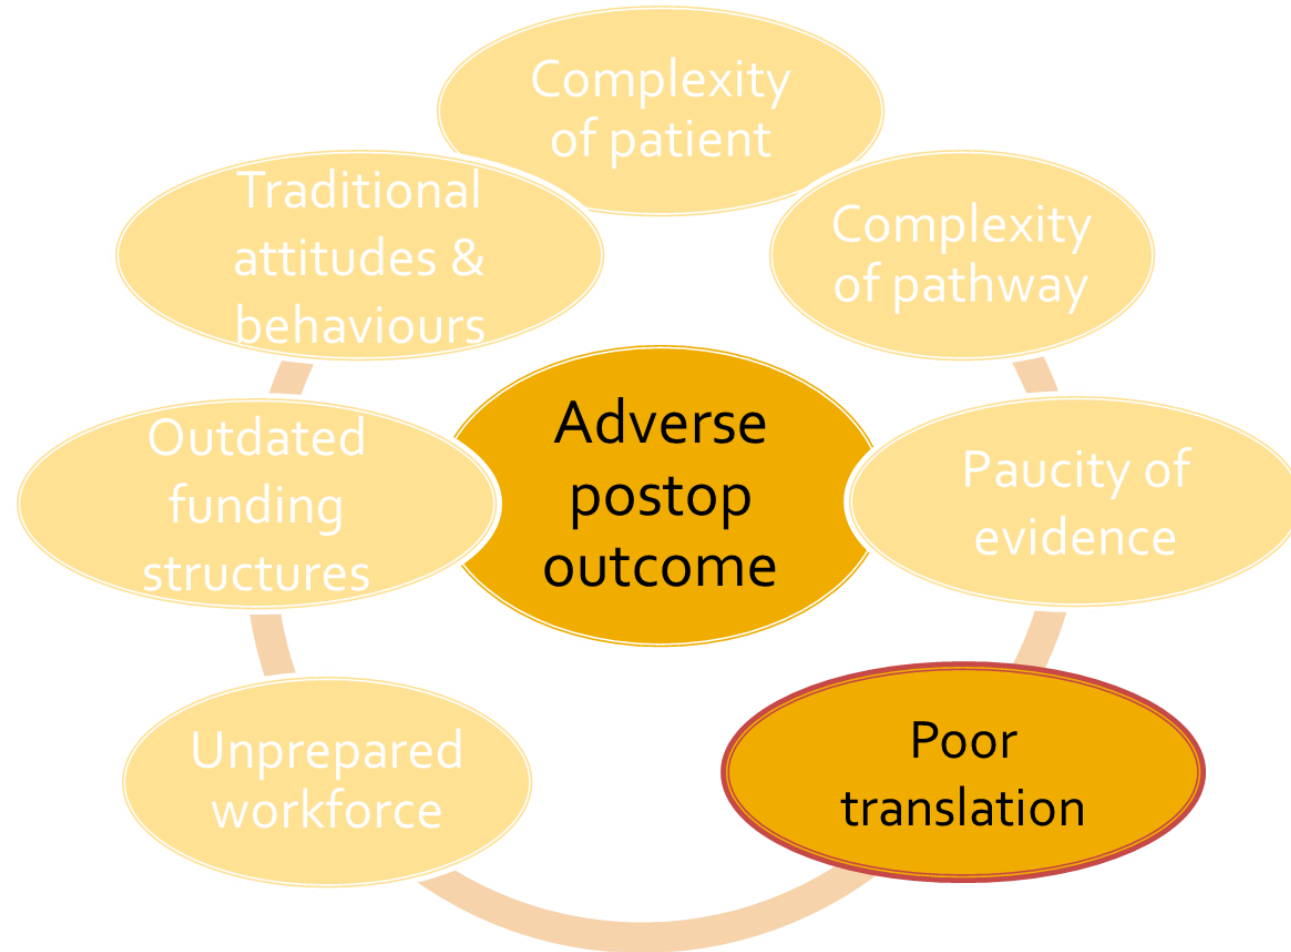 Complexity
of patient
Traditional
attitudes &
behaviours
Complexity
of pathway
Adverse
postop
outcome
Outdated
funding
structures
Paucity of
evidence
Unprepared
workforce
Poor
translation